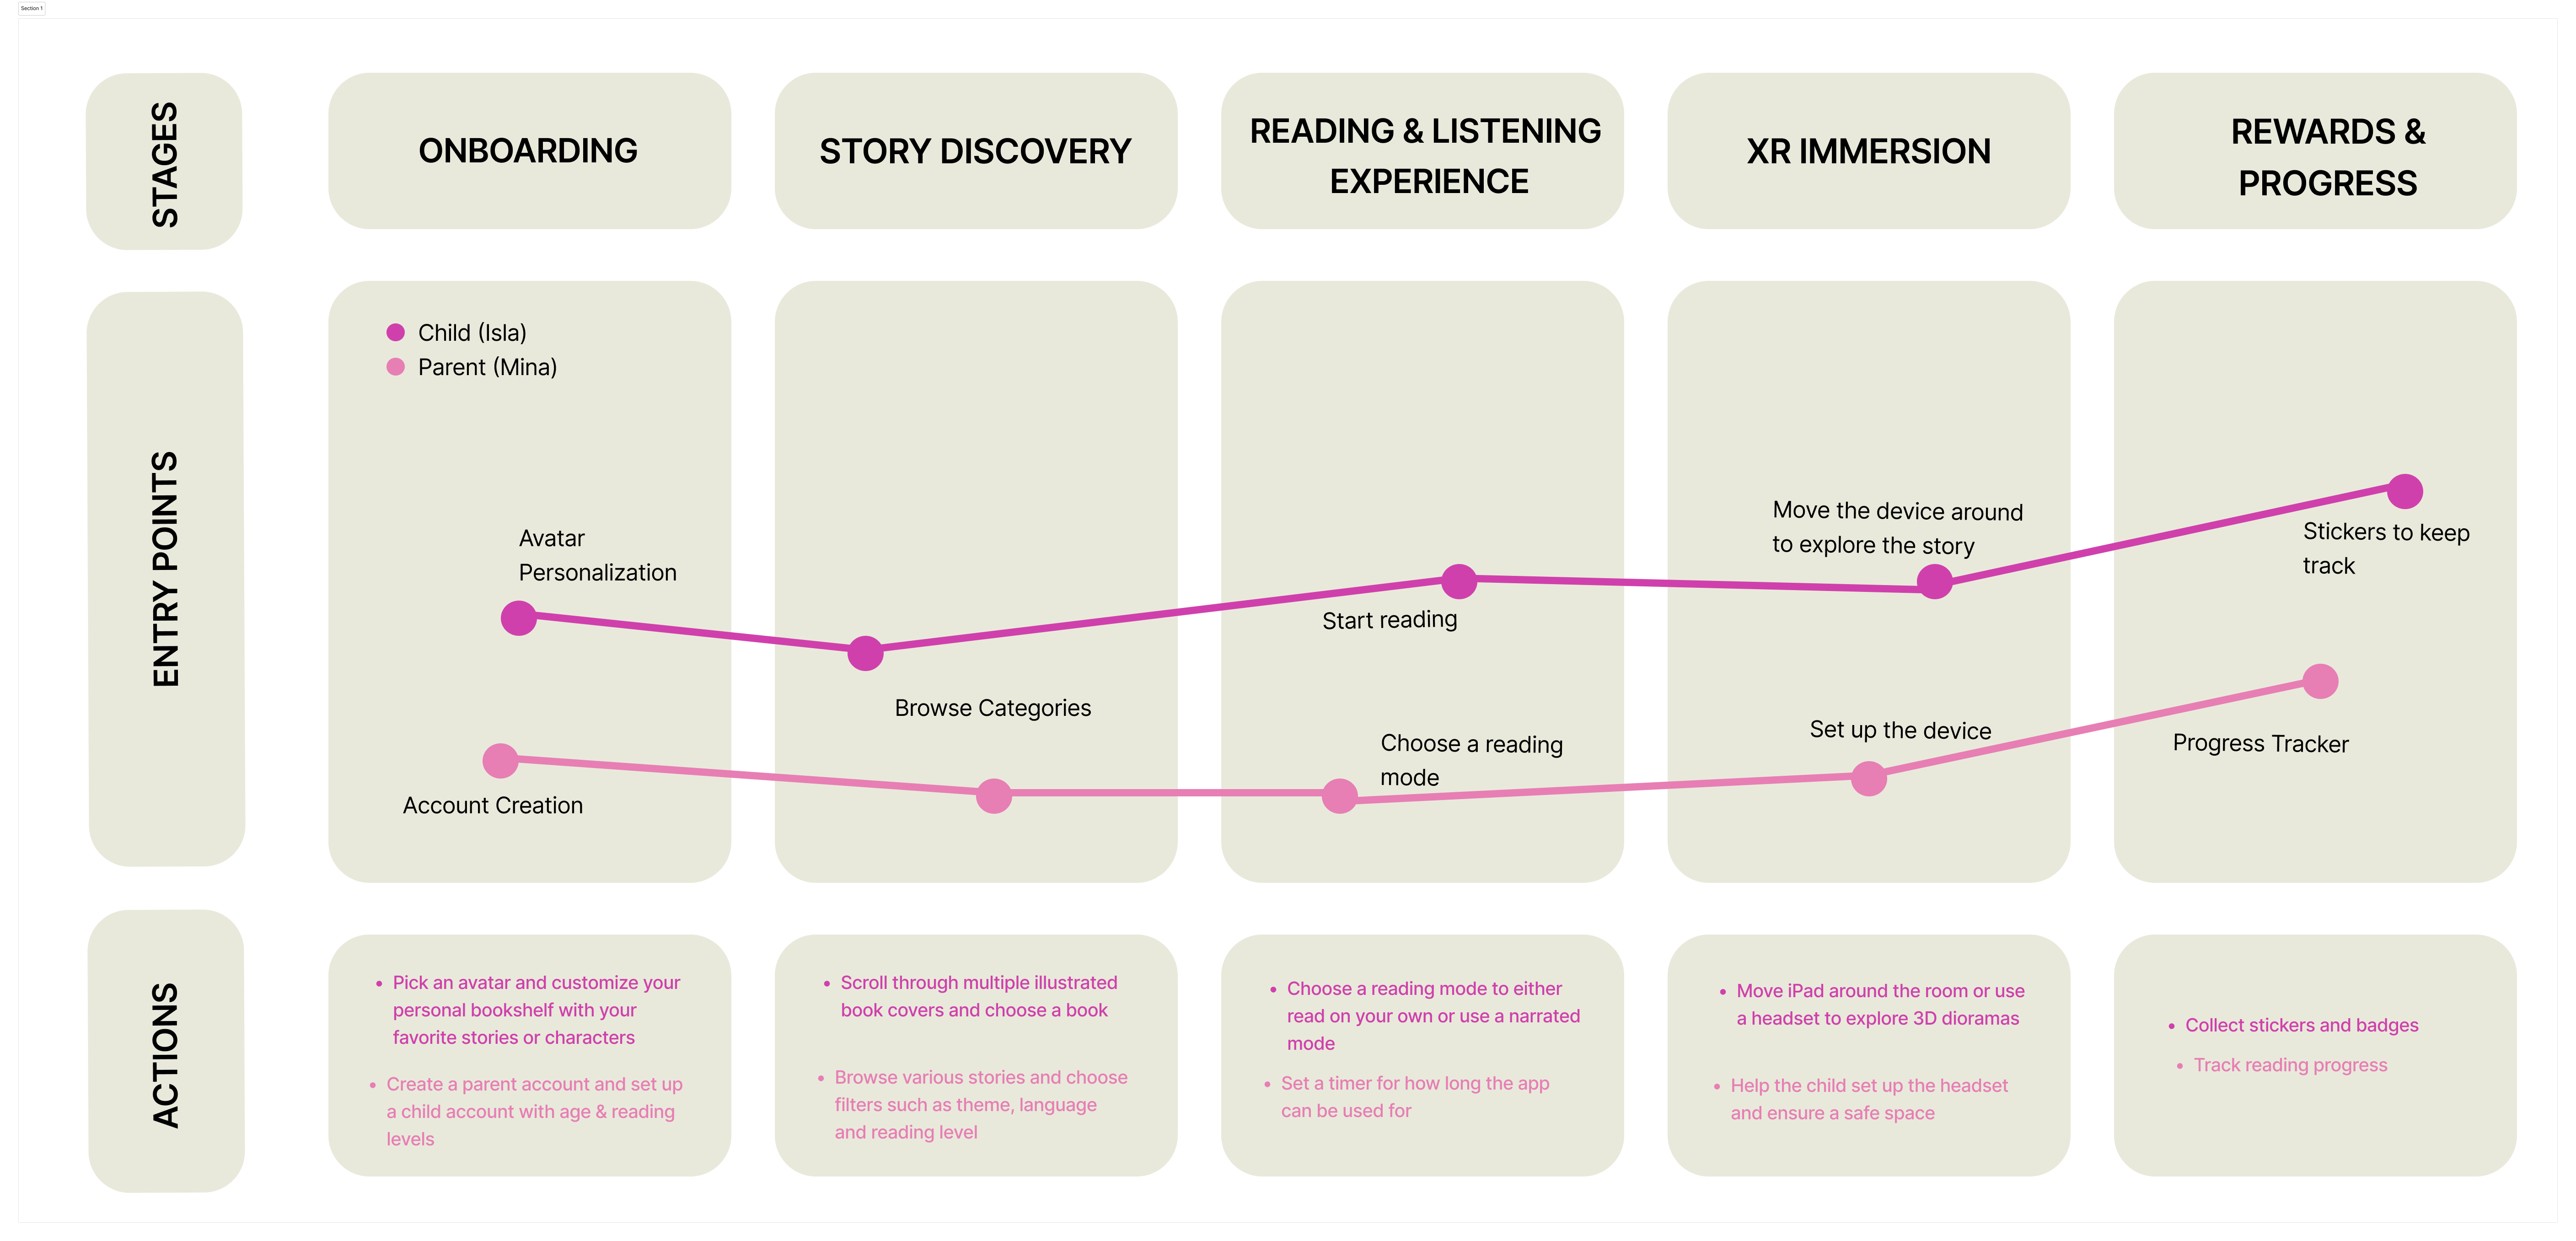 Section 1
STAGES
ONBOARDING
STORY DISCOVERY
READING & LISTENING
EXPERIENCE
XR IMMERSION
REWARDS &
PROGRESS
ENTRY POINTS
Child (Isla)
Parent (Mina)
Avatar
Personalization
Account Creation
Browse Categories
Start reading
Choose a reading
mode
Move the device around
to explore the story
Set up the device
Stickers to keep
track
Progress Tracker
ACTIONS
• Pick an avatar and customize your
personal bookshelf with your
favorite stories or characters
• Create a parent account and set up
a child account with age & reading
levels
• Scroll through multiple illustrated
book covers and choose a book
• Browse various stories and choose
filters such as theme, language
and reading level
• Choose a reading mode to either
read on your own or use a narrated
mode
• Set a timer for how long the app
can be used for
• Move iPad around the room or use
a headset to explore 3D dioramas
• Help the child set up the headset
and ensure a safe space
• Collect stickers and badges
• Track reading progress